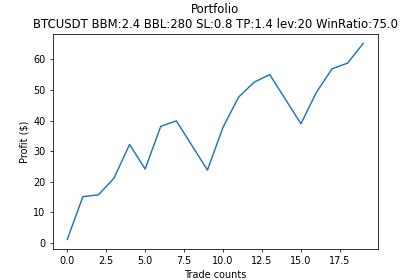 Portfolio
BTCUSDT BBM:2.4 BBL:280 SL:0.8 TP:1.4 lev:20 WinRatio:75.0
Profit ($)
60
50
40
30
20
10
0
0.0 2.5 5.0 7.5 10.0 12.5 15.0 17.5
Trade counts